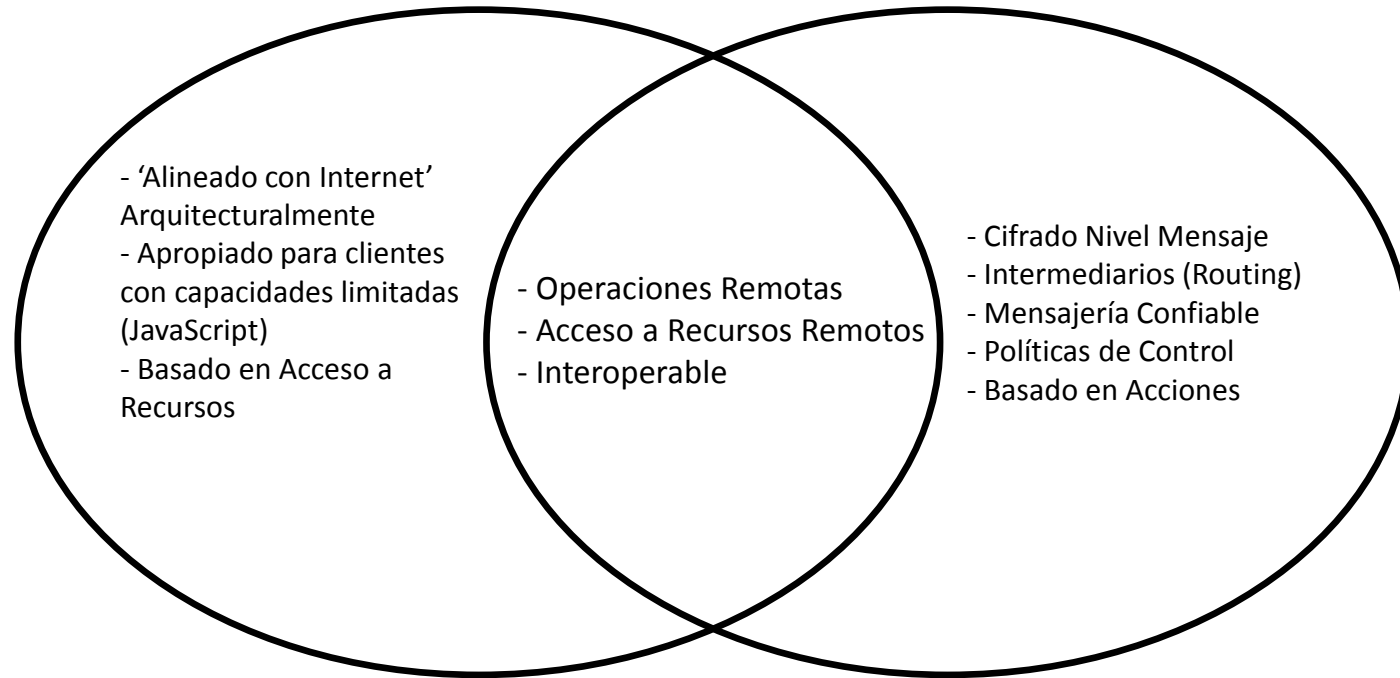 - ‘Alineado con Internet’
Arquitecturalmente
- Apropiado para clientes
con capacidades limitadas
(JavaScript)
- Basado en Acceso a
Recursos
- Operaciones Remotas
- Acceso a Recursos Remotos
- Interoperable
- Cifrado Nivel Mensaje
- Intermediarios (Routing)
- Mensajería Confiable
- Políticas de Control
- Basado en Acciones